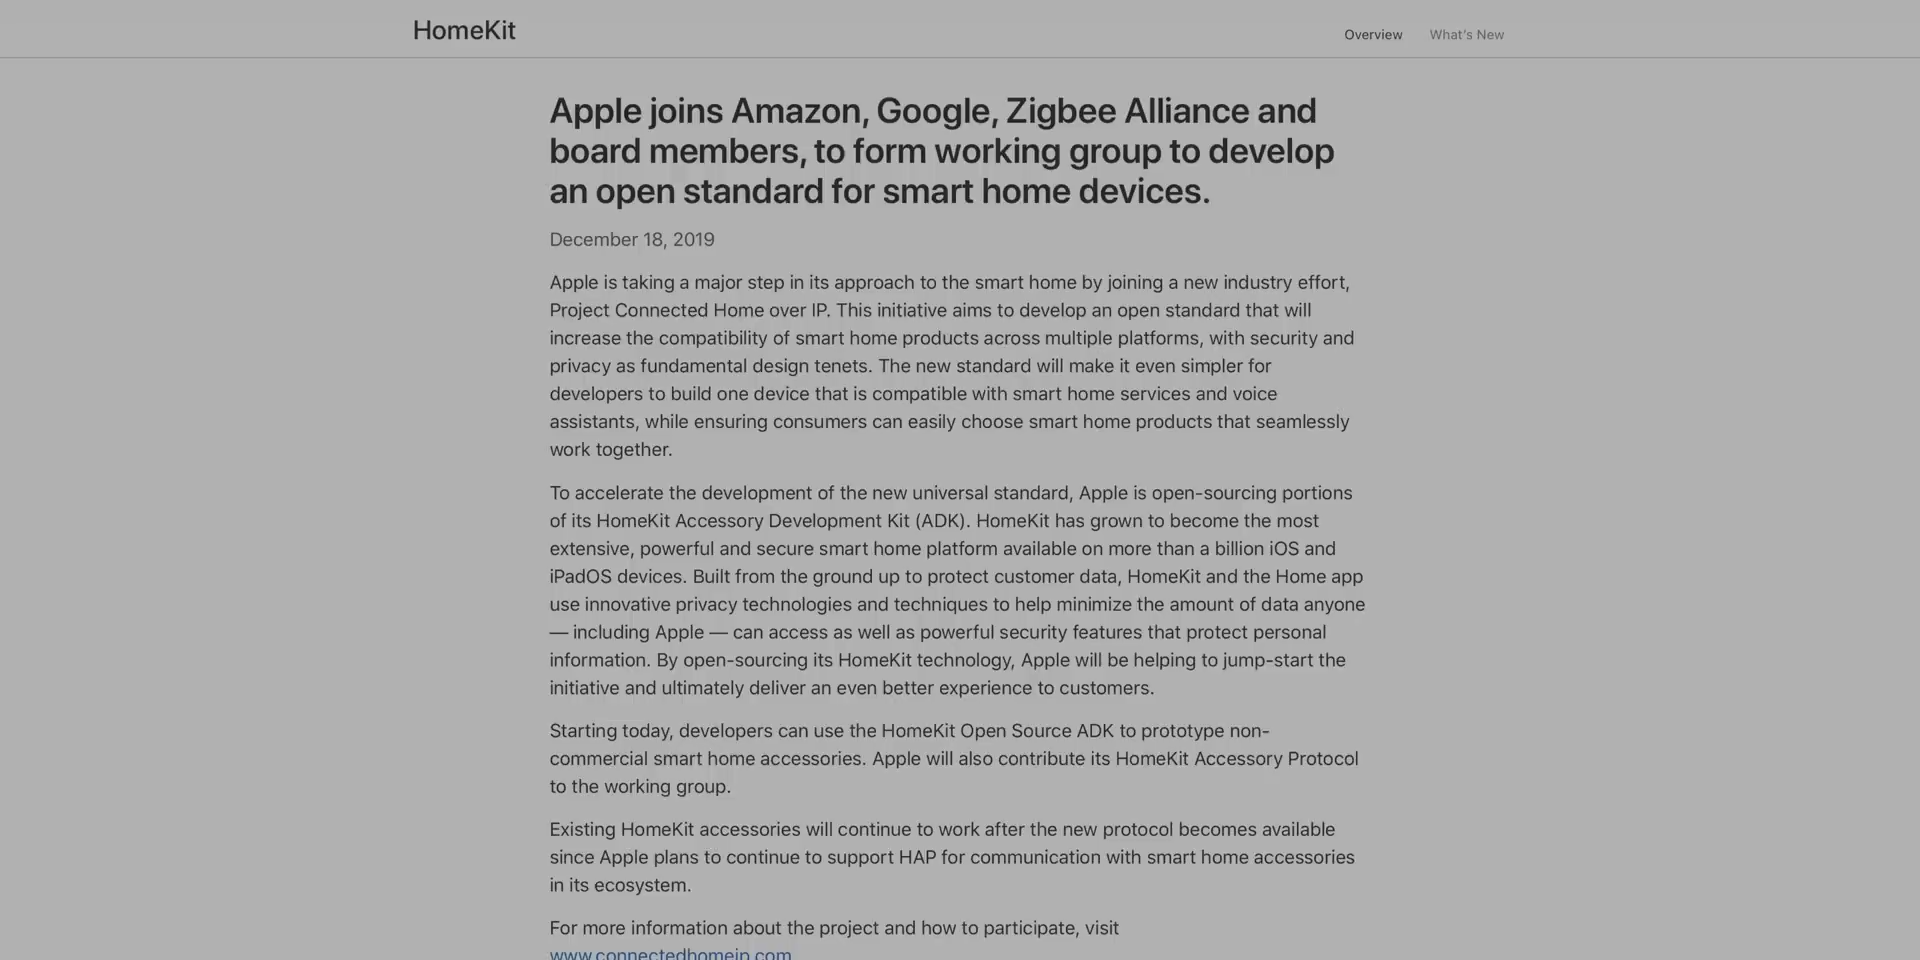 HomeKit
Overview
What's New
Apple joins Amazon, Google, Zigbee Alliance and
board members, to form working group to develop
an open standard for smart home devices.
December 18, 2019
Apple is taking a major step in its approach to the smart home by joining a new industry effort,
Project Connected Home over IP. This initiative aims to develop an open standard that will
increase the compatibility of smart home products across multiple platforms, with security and
privacy as fundamental design tenets. The new standard will make it even simpler for
developers to build one device that is compatible with smart home services and voice
assistants, while ensuring consumers can easily choose smart home products that seamlessly
work together.
To accelerate the development of the new universal standard, Apple is open-sourcing portions
of its HomeKit Accessory Development Kit (ADK). HomeKit has grown to become the most
extensive, powerful and secure smart home platform available on more than a billion iOS and
iPadOS devices. Built from the ground up to protect customer data, HomeKit and the Home app
use innovative privacy technologies and techniques to help minimize the amount of data anyone
— including Apple — can access as well as powerful security features that protect personal
information. By open-sourcing its HomeKit technology, Apple will be helping to jump-start the
initiative and ultimately deliver an even better experience to customers.
Starting today, developers can use the HomeKit Open Source ADK to prototype non-
commercial smart home accessories. Apple will also contribute its HomeKit Accessory Protocol
to the working group.
Existing HomeKit accessories will continue to work after the new protocol becomes available
since Apple plans to continue to support HAP for communication with smart home accessories
in its ecosystem.
For more information about the project and how to participate, visit
www.connectedhomeip.com